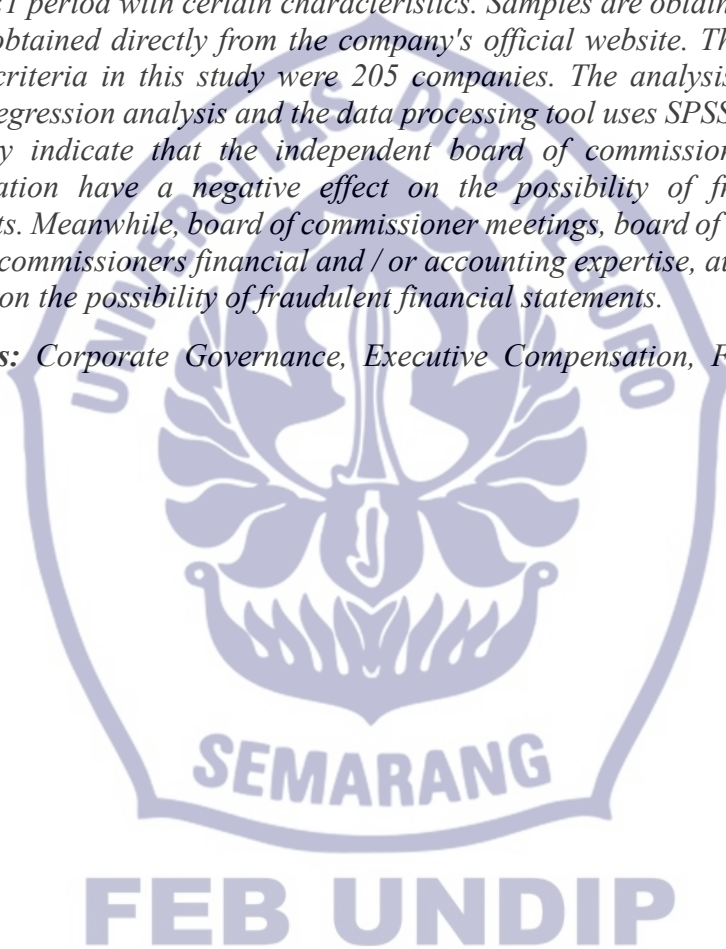 21 period with certain characteristics. Samples are obtain
obtained directly from the company's official website. Th
criteria in this study were 205 companies. The analysis
egression analysis and the data processing tool uses SPSS
y indicate that the independent board of commission
ation have a negative effect on the possibility of fr
ts. Meanwhile, board of commissioner meetings, board of
commissioners financial and / or accounting expertise, a
on the possibility of fraudulent financial statements.
s: Corporate Governance, Executive Compensation, F
UNIVERSITAS DIPONEGORO
SEMARANG
FEB UNDIP